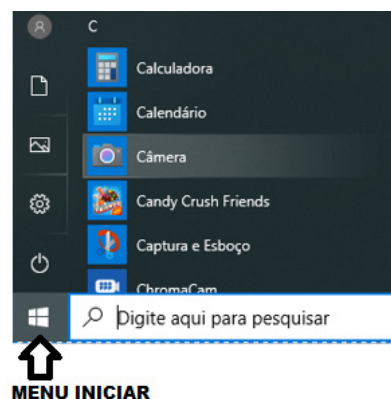 C
Calculadora
Calendário
Câmera
Candy Crush Friends
Captura e Esboço
ChromaCam
Digite aqui para pesquisar
MENU INICIAR